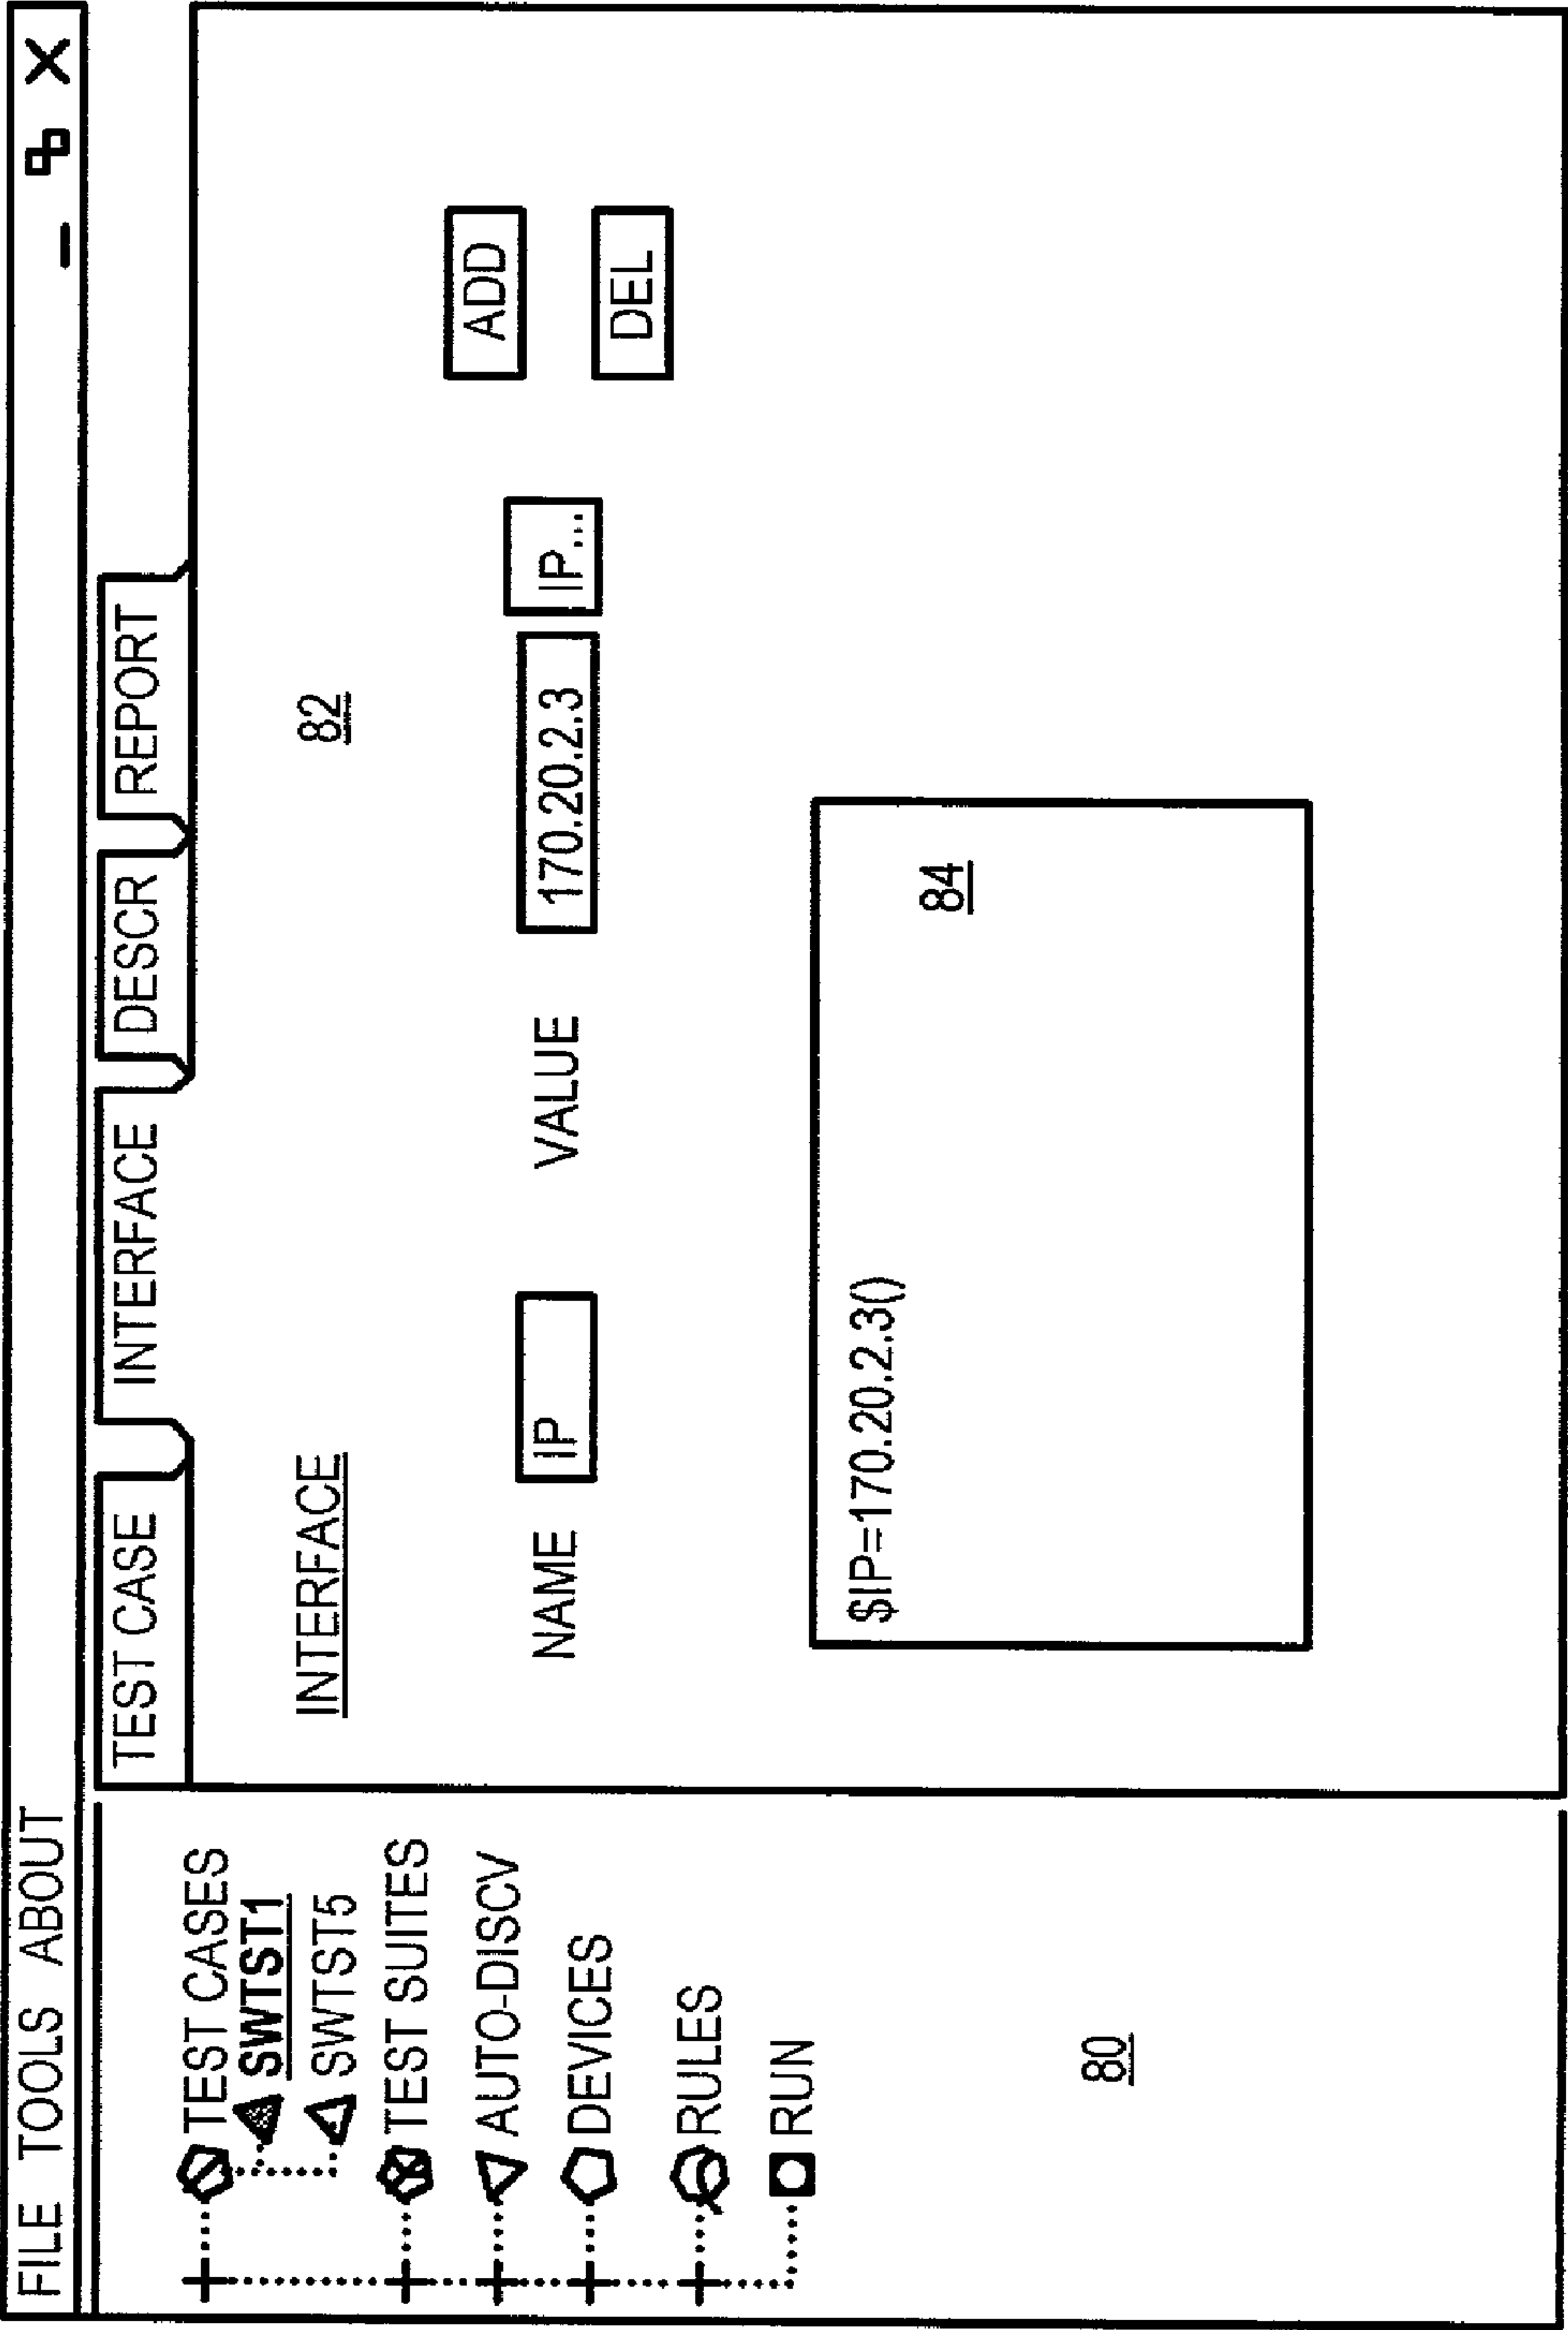 FILE TOOLS ABOUT
TEST CASES
SWTST1
SWTST5
TEST SUITES
AUTO-DISCV
DEVICES
RULES
RUN
80
TEST CASE INTERFACE DESCR REPORT
INTERFACE
82
NAME IP VALUE 170.20.2.3 IP...
ADD
DEL
$IP=170.20.2.3()
84